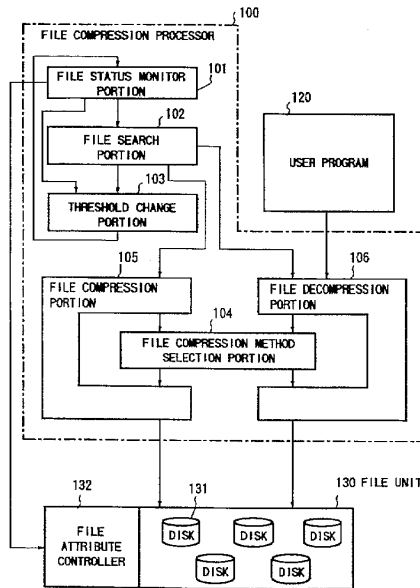 100
FILE COMPRESSION PROCESSOR
101
FILE STATUS MONITOR
PORTION
102
FILE SEARCH
PORTION
103
THRESHOLD CHANGE
PORTION
120
USER PROGRAM
105
FILE COMPRESSION
PORTION
106
FILE DECOMPRESSION
PORTION
104
FILE COMPRESSION METHOD
SELECTION PORTION
132
FILE
ATTRIBUTE
CONTROLLER
131
130 FILE UNIT
DISK
DISK
DISK
DISK
DISK